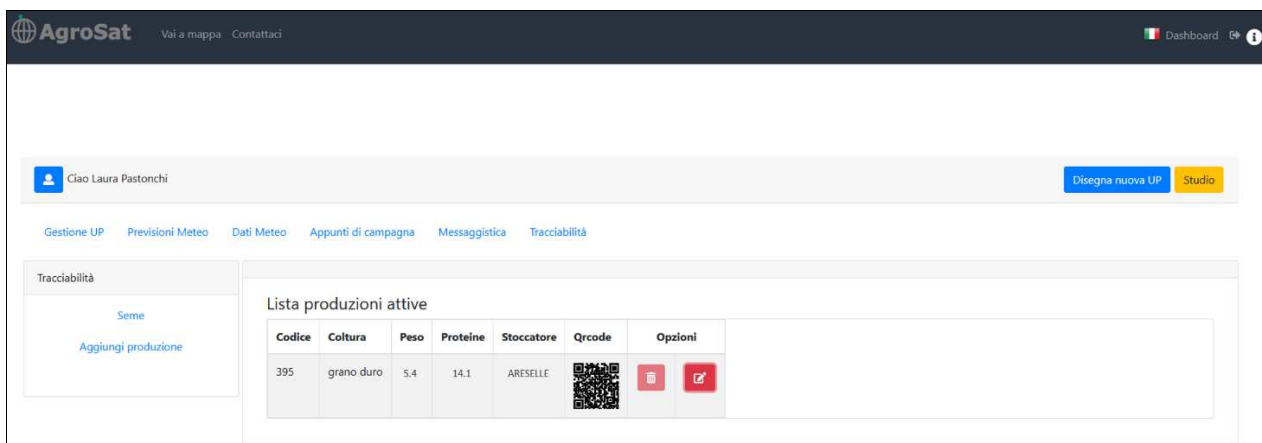 AgroSat Vai a mappa Contattaci Dashboard
Ciao Laura Pastonchi Disegna nuova UP Studio
Gestione UP Previsioni Meteo Dati Meteo Appunti di campagna Messaggistica Tracciabilità
Tracciabilità
Seme
Aggiungi produzione
Lista produzioni attive
Codice Coltura Peso Proteine Stoccatore Qrcode Opzioni
395 grano duro 5.4 14.1 ARESELLE